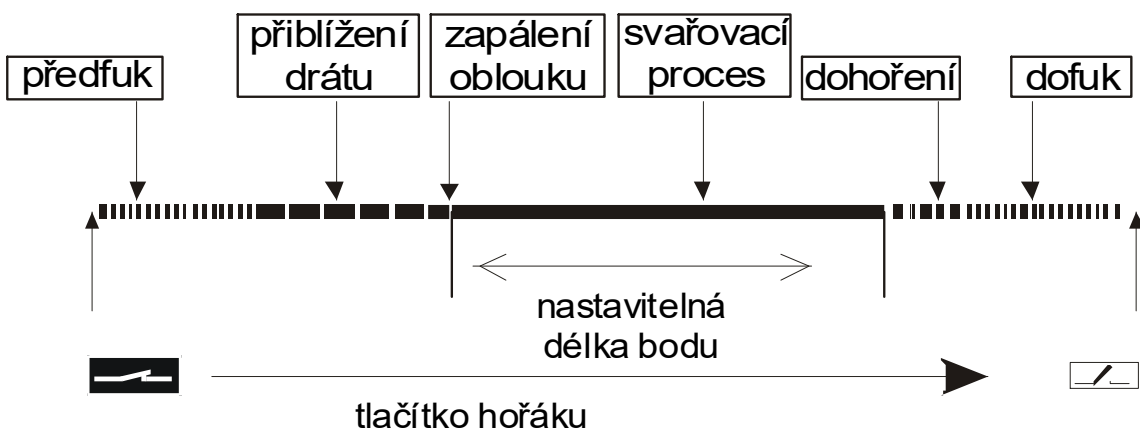 předfuk
přiblížení
drátu
zapálení
oblouku
svařovací
proces
dohoření
dofuk
nastavitelná
délka bodu
tlačítko hořáku